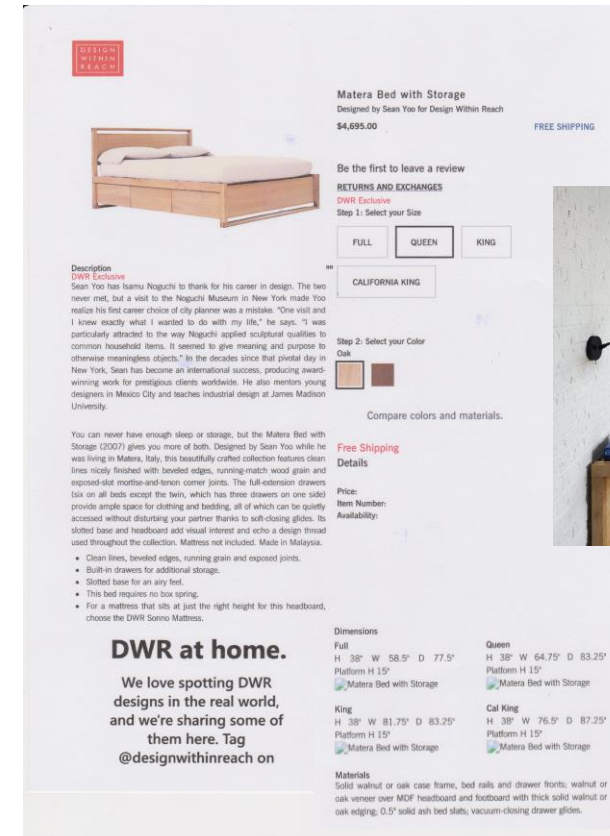 DESIGN
WITHIN
REACH
Matera Bed with Storage
Designed by Sean Yoo for Design Within Reach
$4,695.00
FREE SHIPPING
Be the first to leave a review
RETURNS AND EXCHANGES
DWR Exclusive
Step 1: Select your Size
FULL
QUEEN
KING
CALIFORNIA KING
Step 2: Select your Color
Oak
Compare colors and materials.
Free Shipping
Details
Price:
Item Number:
Availability:
Description
DWR Exclusive
Sean Yoo has Isamu Noguchi to thank for his career in design. The two
never met, but a visit to the Noguchi Museum in New York made Yoo
realize his first career choice of city planner was a mistake. "One visit and
I knew exactly what I wanted to do with my life," he says. "I was
particularly attracted to the way Noguchi applied sculptural qualities to
common household items. It seemed to give meaning and purpose to
otherwise meaningless objects." In the decades since that pivotal day in
New York, Sean has become an international success, producing award-
winning work for prestigious clients worldwide. He also mentors young
designers in Mexico City and teaches industrial design at James Madison
University.
You can never have enough sleep or storage, but the Matera Bed with
Storage (2007) gives you more of both. Designed by Sean Yoo while he
was living in Matera, Italy, this beautifully crafted collection features clean
lines nicely finished with beveled edges, running-match wood grain and
exposed-slot mortise-and-tenon corner joints. The full-extension drawers
(six on all beds except the twin, which has three drawers on one side)
provide ample space for clothing and bedding, all of which can be quietly
accessed without disturbing your partner thanks to soft-closing glides. Its
slotted base and headboard add visual interest and echo a design thread
used throughout the collection. Mattress not included. Made in Malaysia.
• Clean lines, beveled edges, running grain and exposed joints.
• Built-in drawers for additional storage.
• Slotted base for an airy feel.
• This bed requires no box spring.
• For a mattress that sits at just the right height for this headboard,
choose the DWR Sonno Mattress.
DWR at home.
We love spotting DWR
designs in the real world,
and we're sharing some of
them here. Tag
@designwithinreach on
Dimensions
Full
H 38" W 58.5" D 77.5"
Platform H 15"
Matera Bed with Storage
Queen
H 38" W 64.75" D 83.25"
Platform H 15"
Matera Bed with Storage
King
H 38" W 81.75" D 83.25"
Platform H 15"
Matera Bed with Storage
Cal King
H 38" W 76.5" D 87.25"
Platform H 15"
Matera Bed with Storage
Materials
Solid walnut or oak case frame, bed rails and drawer fronts; walnut or
oak veneer over MDF headboard and footboard with thick solid walnut or
oak edging; 0.5" solid ash bed slats; vacuum-closing drawer glides.